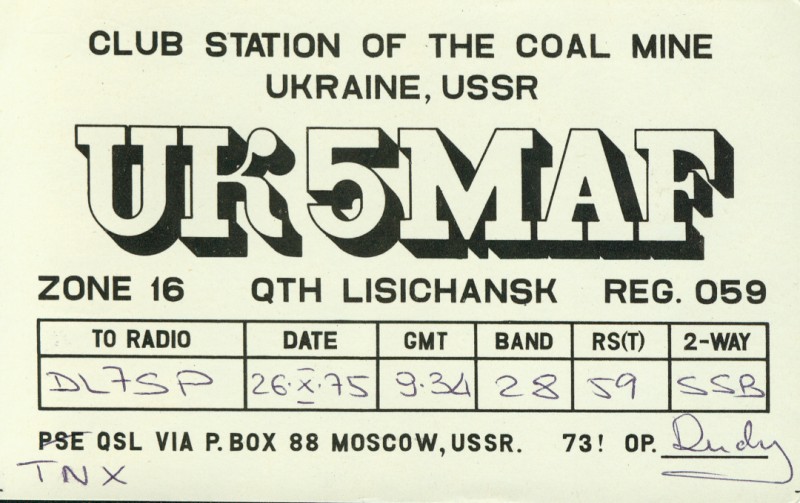 CLUB STATION OF THE COAL MINE
UKRAINE, USSR
UK5MAF
ZONE 16 QTH LISICHANSK REG. 059
TO RADIO DATE GMT BAND RS(T) 2-WAY
DL7SP 26.X.75 9.34 28 59 SSB
PSE QSL VIA P.BOX 88 MOSCOW, USSR. 73! OP. Rudy
TNX